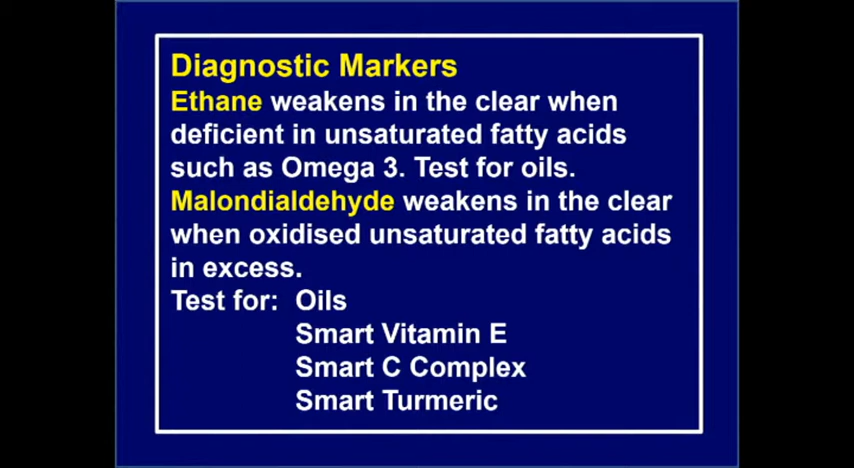 Diagnostic Markers
Ethane weakens in the clear when
deficient in unsaturated fatty acids
such as Omega 3. Test for oils.
Malondialdehyde weakens in the clear
when oxidised unsaturated fatty acids
in excess.
Test for: Oils
Smart Vitamin E
Smart C Complex
Smart Turmeric